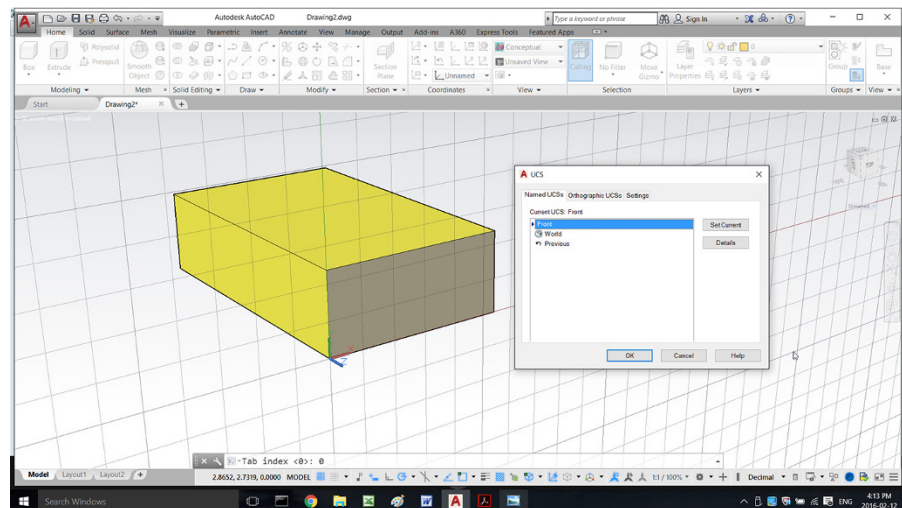 Autodesk AutoCAD Drawing2.dwg
Type a keyword or phrase
Sign In
Home Solid Surface Mesh Visualize Parametric Insert Annotate View Manage Output Add-ins A360 Express Tools Featured Apps
Polysolid
Presspull
Box Extrude
Smooth Object
Section Plane
Unnamed
Conceptual
Unsaved View
Culling
No Filter
Move Gizmo
Layer Properties
0
Group
Base
Modeling Mesh Solid Editing Draw Modify Section Coordinates View Selection Layers Groups View
Start Drawing2*
UCS
Named UCSs Orthographic UCSs Settings
Current UCS: Front
Front
World
Previous
Set Current
Details
OK Cancel Help
X
Z
Unnamed
Tab index <0>: 0
Model Layout1 Layout2 +
2.8652, 2.7319, 0.0000 MODEL
1:1 / 100%
Decimal
Search Windows
ENG
4:13 PM
2016-02-12